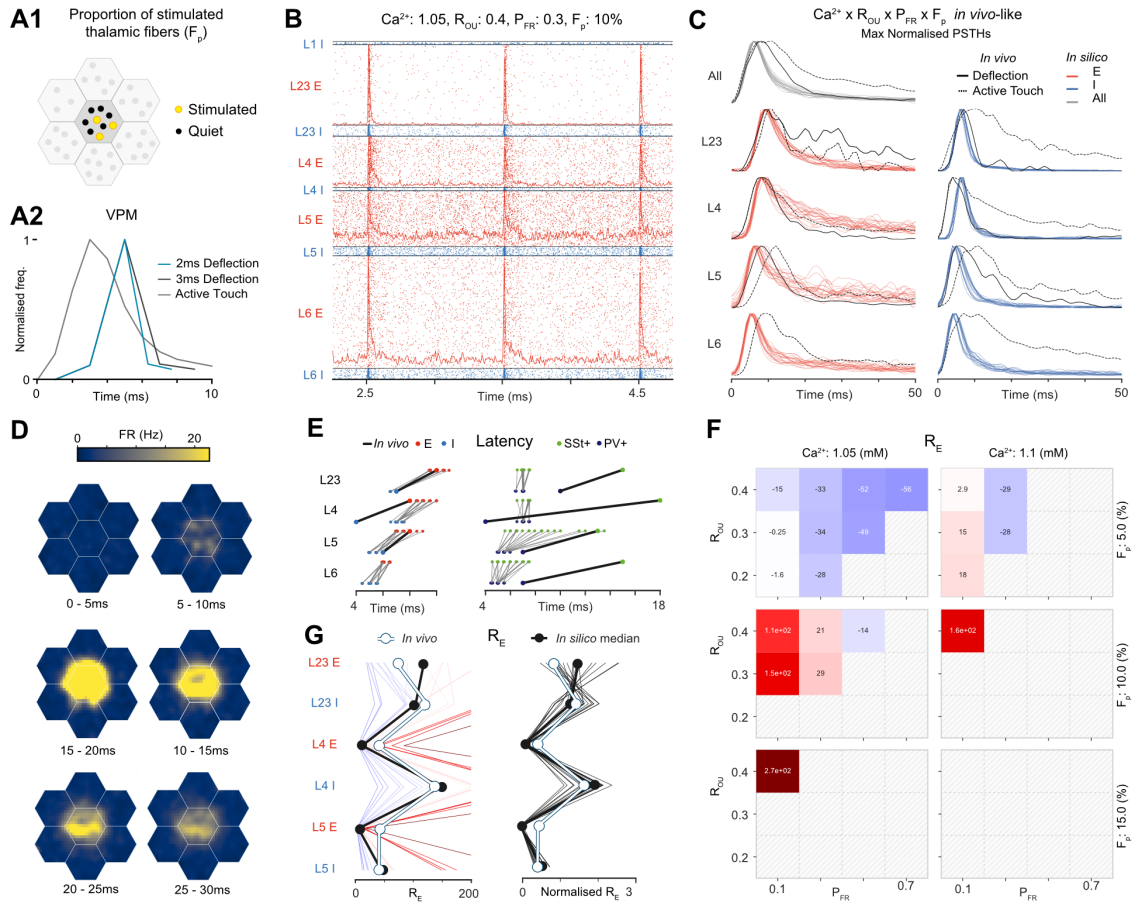 A1
Proportion of stimulated
thalamic fibers (Fp)
Stimulated
Quiet
A2
VPM
1
0
Normalised freq.
2ms Deflection
3ms Deflection
Active Touch
0
10
Time (ms)
B
Ca²⁺: 1.05, ROU: 0.4, PFR: 0.3, Fp: 10%
L1 I
L23 E
L23 I
L4 E
L4 I
L5 E
L5 I
L6 E
L6 I
2.5
Time (ms)
4.5
C
Ca²⁺ x ROU x PFR x Fp in vivo-like
Max Normalised PSTHs
In vivo
Deflection
Active Touch
In silico
E
I
All
All
L23
L4
L5
L6
0
Time (ms)
50
0
Time (ms)
50
D
FR (Hz)
0
20
0 - 5ms
5 - 10ms
15 - 20ms
10 - 15ms
20 - 25ms
25 - 30ms
E
In vivo
E
I
Latency
SSt+
PV+
L23
L4
L5
L6
4
Time (ms)
4
Time (ms)
18
F
RE
Ca²⁺: 1.05 (mM)
Ca²⁺: 1.1 (mM)
ROU
0.4
0.3
0.2
-15
-33
-52
-56
-0.25
-34
-49
-1.6
-28
2.9
-29
15
-28
18
Fp: 5.0 (%)
ROU
0.4
0.3
0.2
1.1e+02
21
-14
1.5e+02
29
1.6e+02
Fp: 10.0 (%)
ROU
0.4
0.3
0.2
2.7e+02
Fp: 15.0 (%)
0.1
PFR
0.7
0.1
PFR
0.7
G
In vivo
RE
In silico median
L23 E
L23 I
L4 E
L4 I
L5 E
L5 I
0
RE
200
0
Normalised RE
3